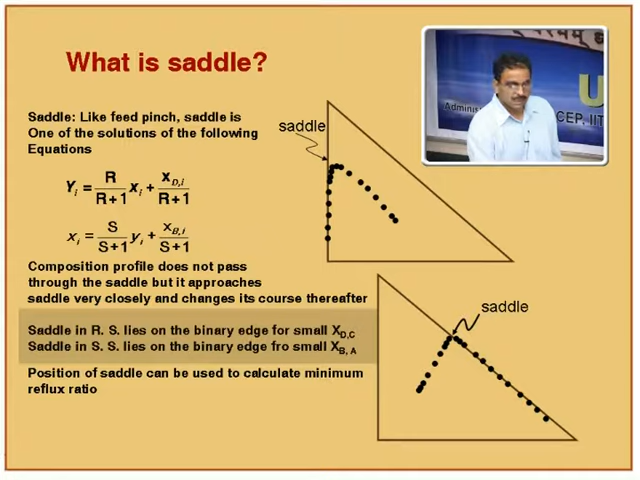 What is saddle?
Saddle: Like feed pinch, saddle is
One of the solutions of the following
Equations
Y_i = R/(R+1) x_i + x_{D,i}/(R+1)
x_i = S/(S+1) y_i + x_{B,i}/(S+1)
Composition profile does not pass
through the saddle but it approaches
saddle very closely and changes its course thereafter
Saddle in R. S. lies on the binary edge for small X_{D,C}
Saddle in S. S. lies on the binary edge fro small X_{B, A}
Position of saddle can be used to calculate minimum
reflux ratio
saddle
saddle
U
CEP, IIT